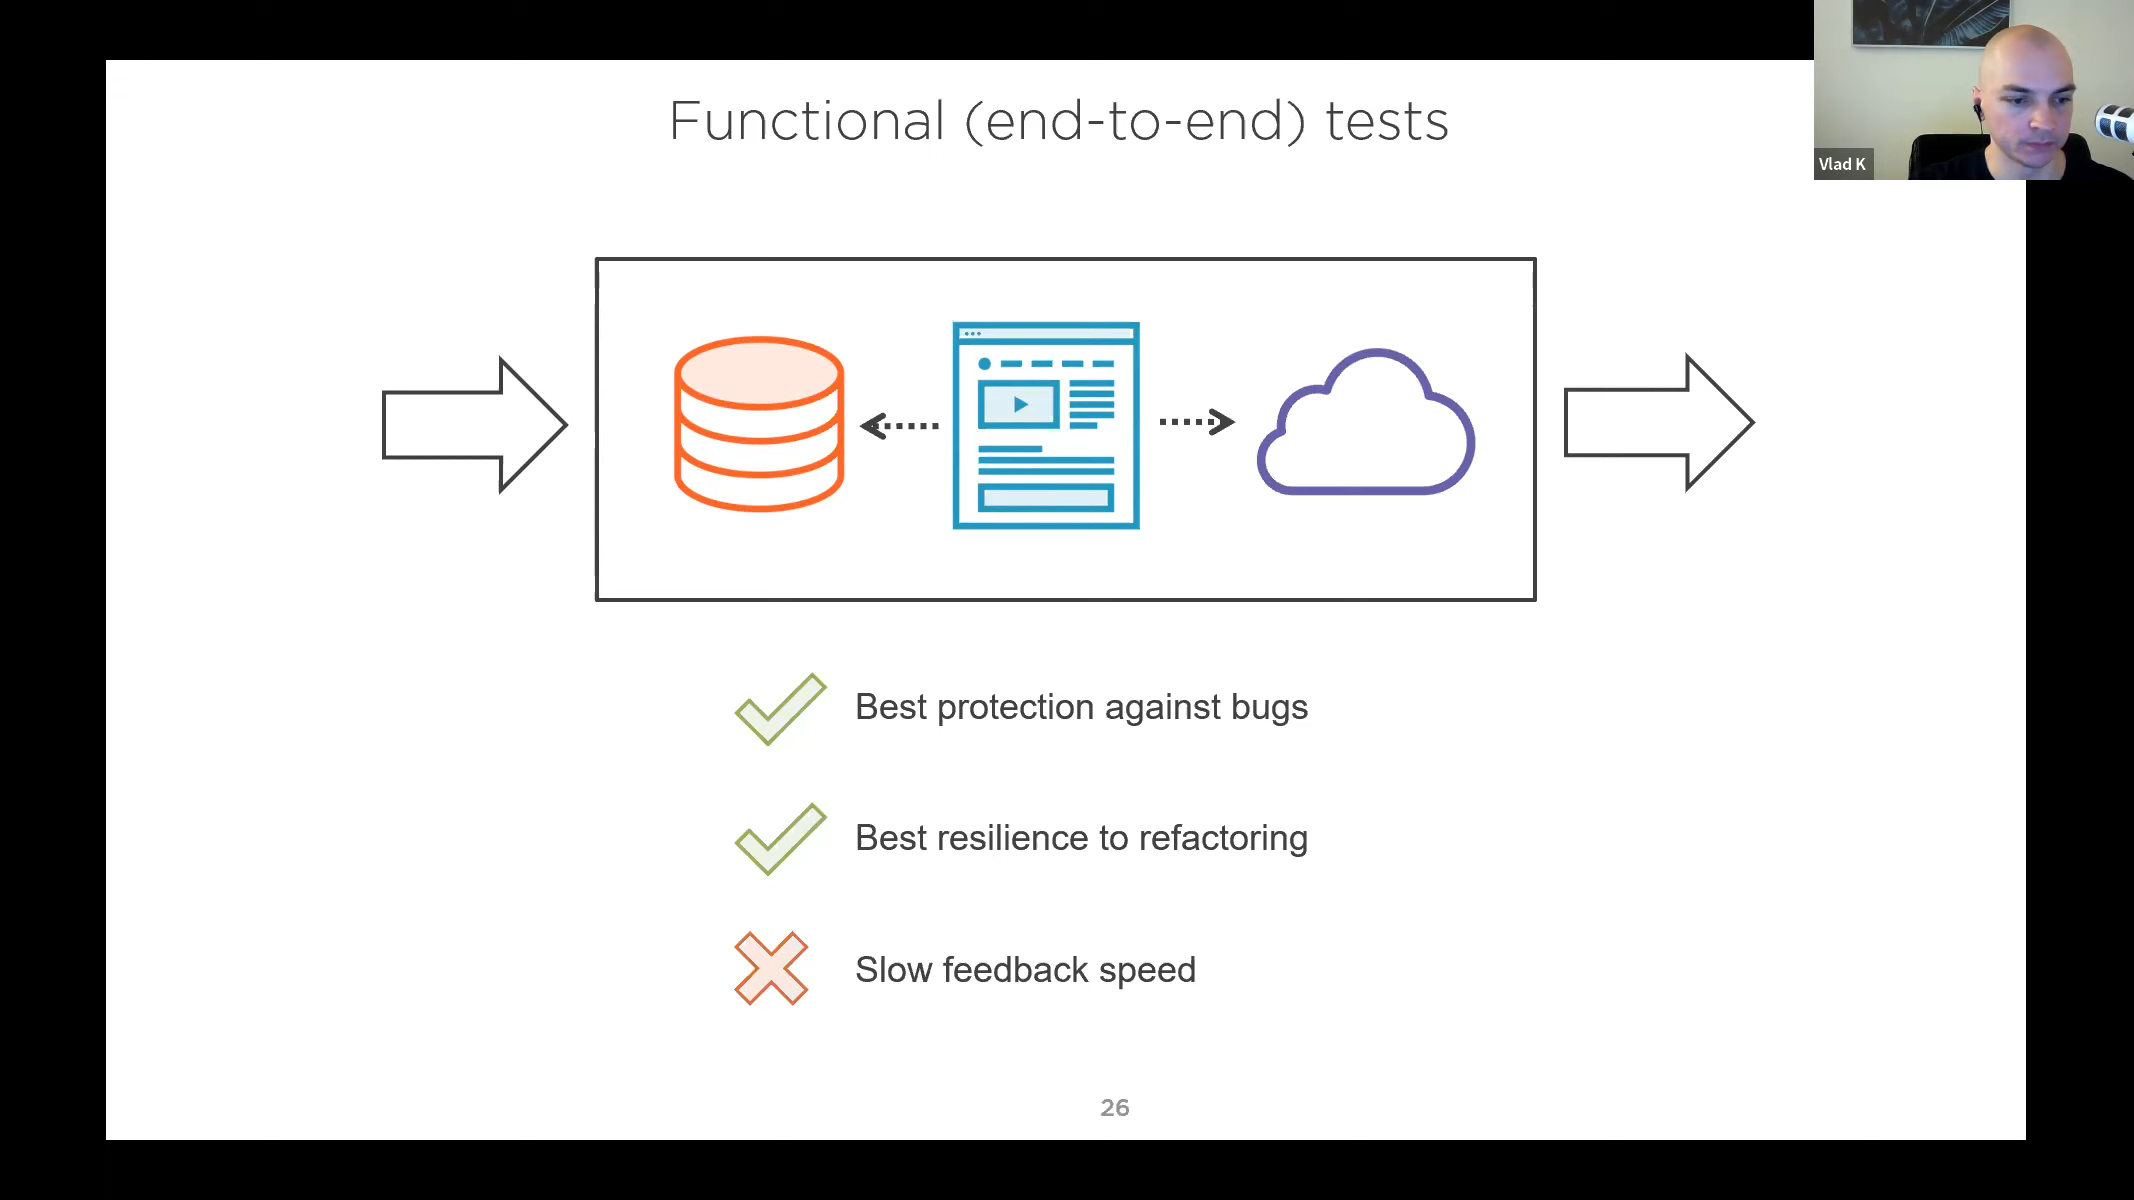 Functional (end-to-end) tests
Vlad K
Best protection against bugs
Best resilience to refactoring
Slow feedback speed
26